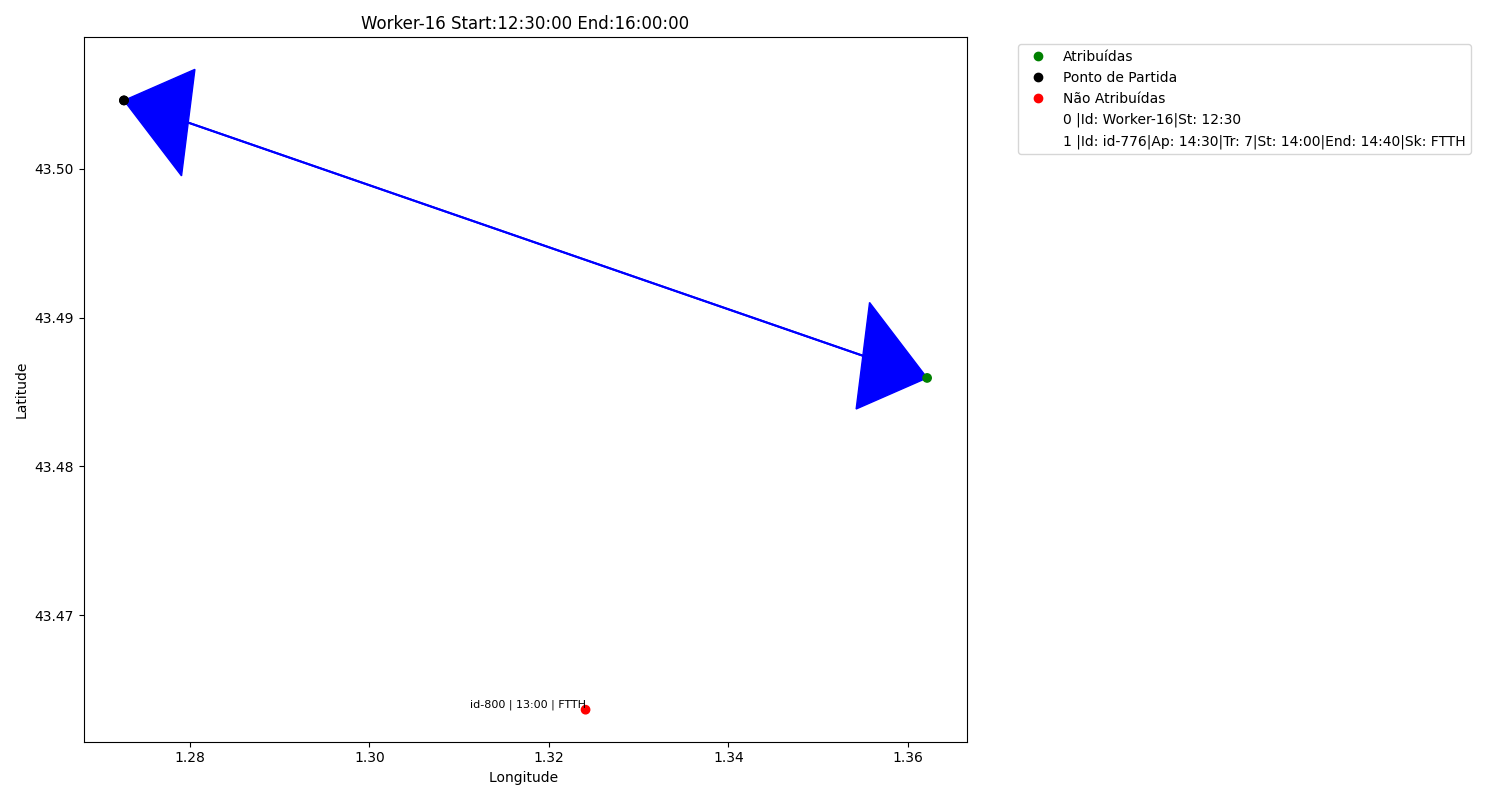 Worker-16 Start:12:30:00 End:16:00:00
Atribuídas
Ponto de Partida
Não Atribuídas
0 |Id: Worker-16|St: 12:30
1 |Id: id-776|Ap: 14:30|Tr: 7|St: 14:00|End: 14:40|Sk: FTTH
43.50
43.49
43.48
43.47
Latitude
id-800 | 13:00 | FTTH
1.28
1.30
1.32
1.34
1.36
Longitude